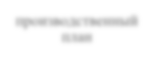 производственный
план